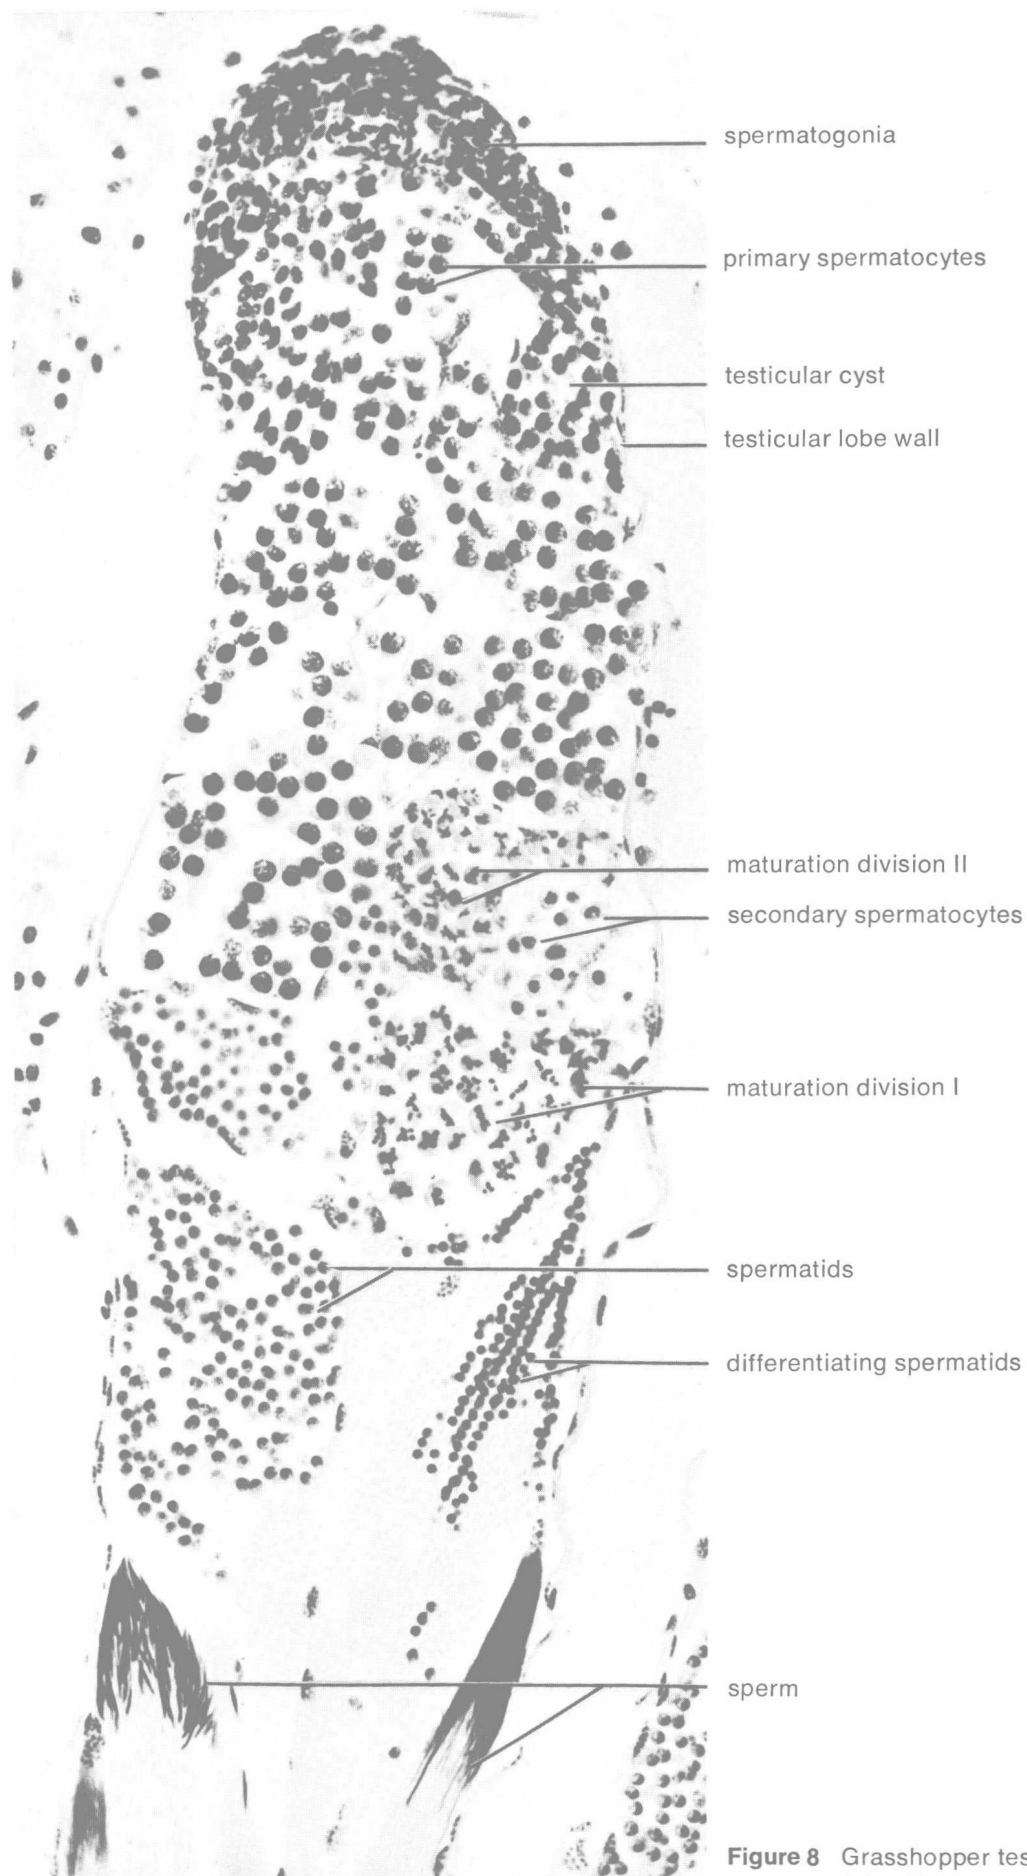 spermatogonia
primary spermatocytes
testicular cyst
testicular lobe wall
maturation division II
secondary spermatocytes
maturation division I
spermatids
differentiating spermatids
sperm
Figure 8 Grasshopper tes